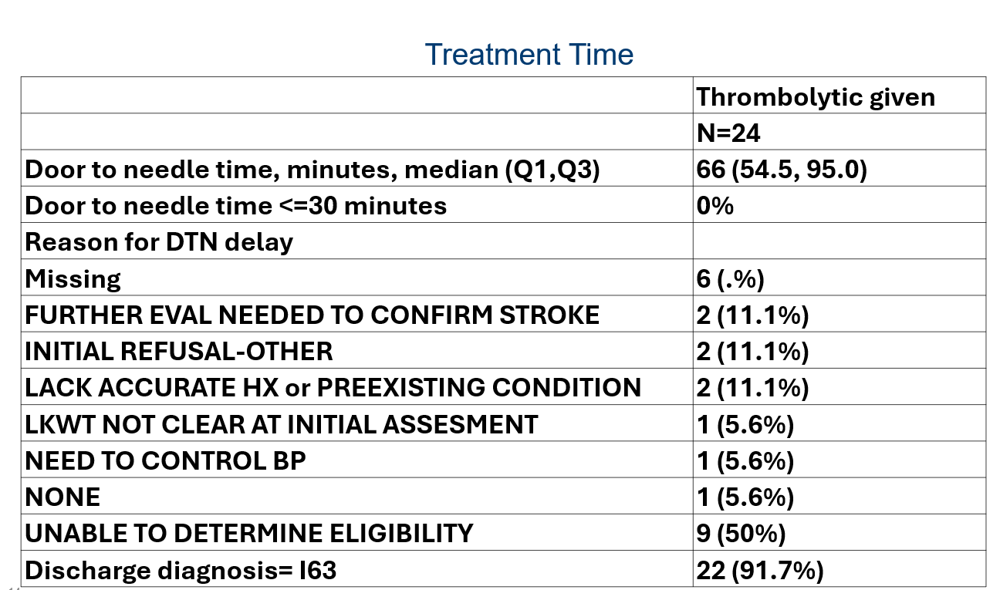 Treatment Time
Thrombolytic given
N=24
Door to needle time, minutes, median (Q1,Q3) 66 (54.5, 95.0)
Door to needle time <=30 minutes 0%
Reason for DTN delay
Missing 6 (.%)
FURTHER EVAL NEEDED TO CONFIRM STROKE 2 (11.1%)
INITIAL REFUSAL-OTHER 2 (11.1%)
LACK ACCURATE HX or PREEXISTING CONDITION 2 (11.1%)
LKWT NOT CLEAR AT INITIAL ASSESMENT 1 (5.6%)
NEED TO CONTROL BP 1 (5.6%)
NONE 1 (5.6%)
UNABLE TO DETERMINE ELIGIBILITY 9 (50%)
Discharge diagnosis= I63 22 (91.7%)